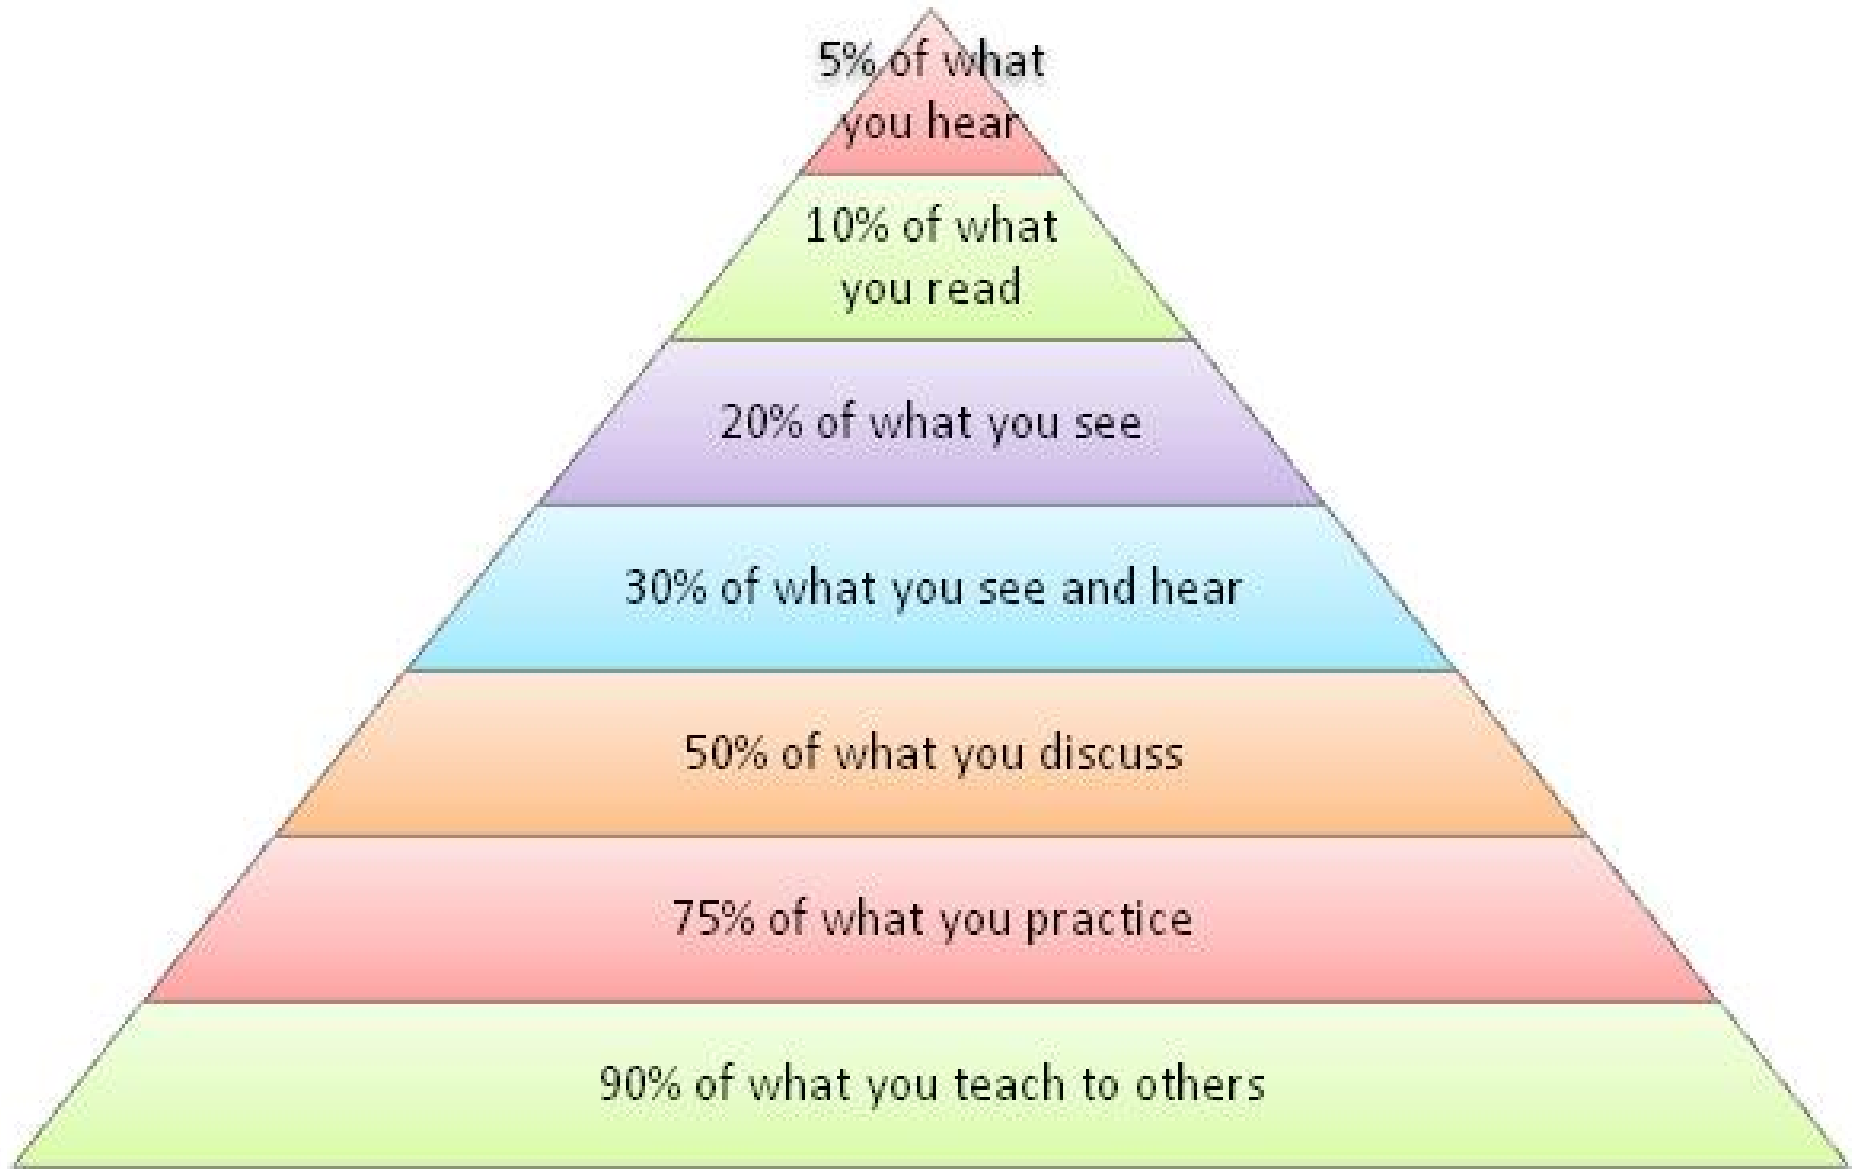 5% of what
you hear
10% of what
you read
20% of what you see
30% of what you see and hear
50% of what you discuss
75% of what you practice
90% of what you teach to others